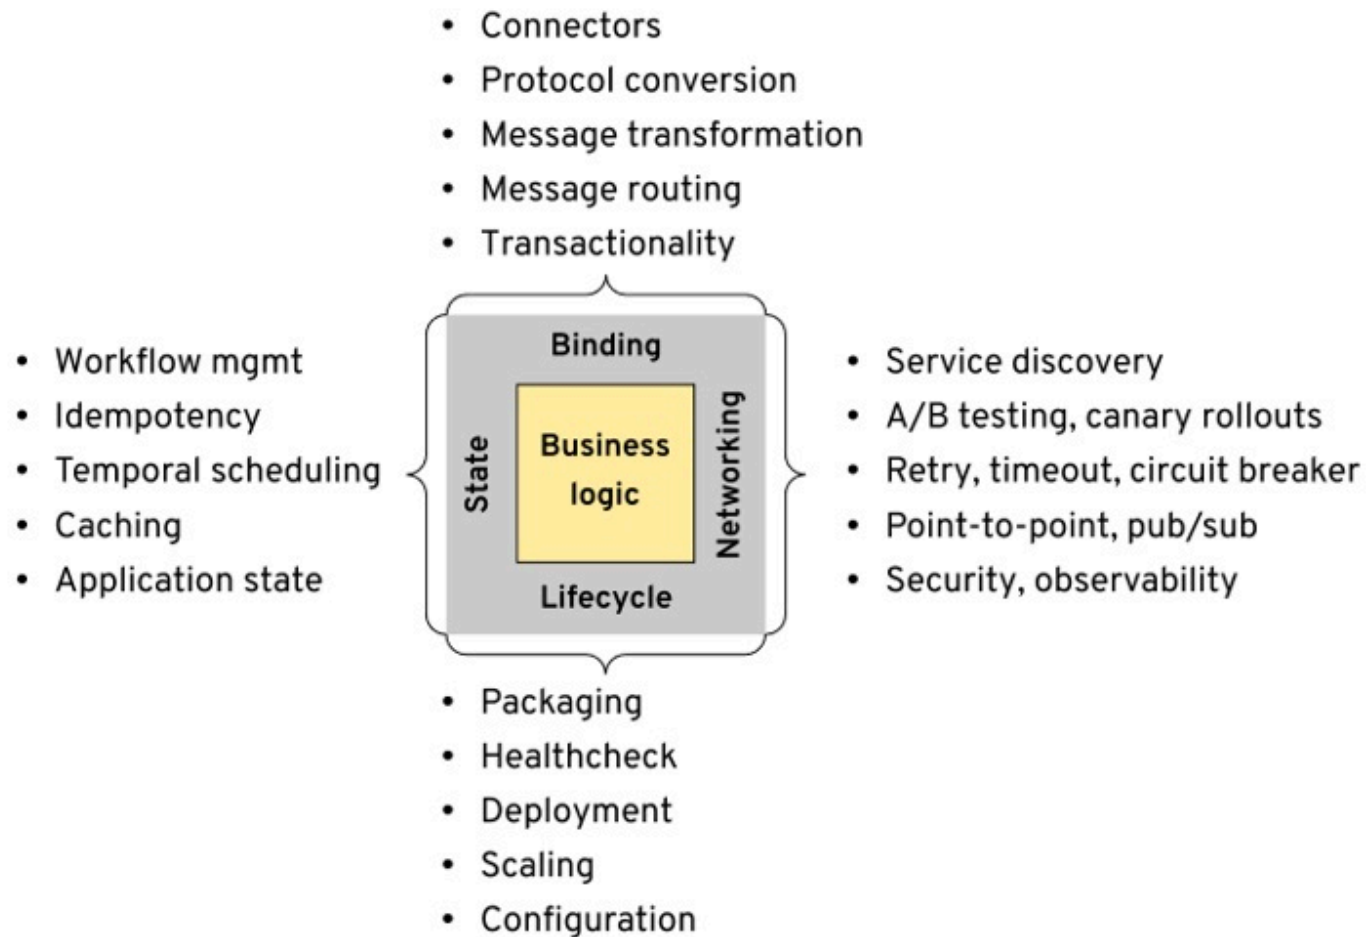 • Connectors
• Protocol conversion
• Message transformation
• Message routing
• Transactionality
• Workflow mgmt
• Idempotency
• Temporal scheduling
• Caching
• Application state
Binding
State
Business
logic
Networking
Lifecycle
• Service discovery
• A/B testing, canary rollouts
• Retry, timeout, circuit breaker
• Point-to-point, pub/sub
• Security, observability
• Packaging
• Healthcheck
• Deployment
• Scaling
• Configuration